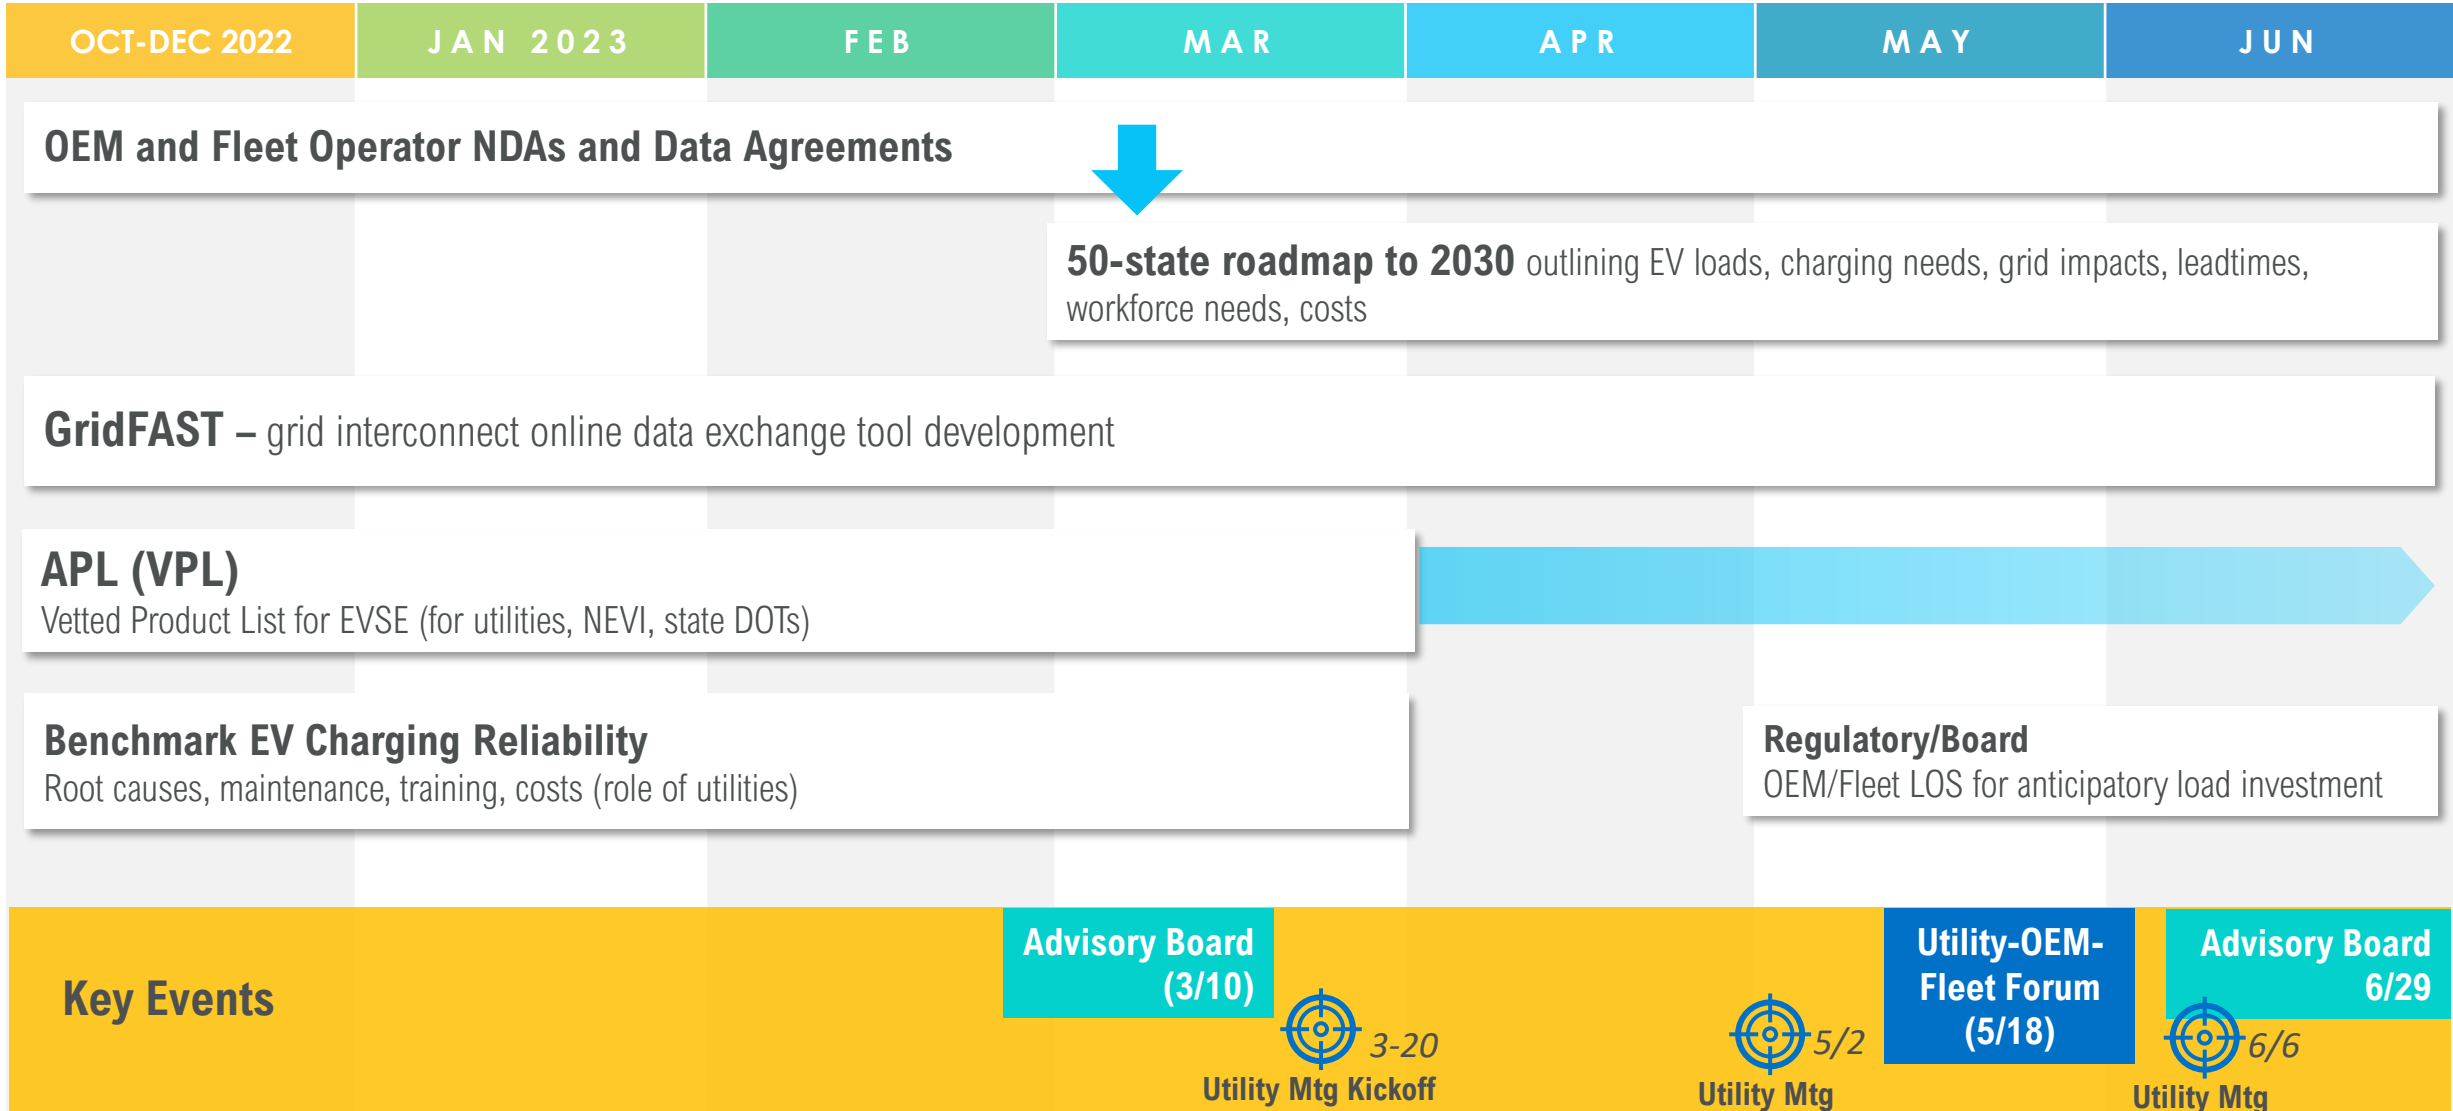 OCT-DEC 2022
JAN 2023
FEB
MAR
APR
MAY
JUN
OEM and Fleet Operator NDAs and Data Agreements
50-state roadmap to 2030 outlining EV loads, charging needs, grid impacts, leadtimes,
workforce needs, costs
GridFAST – grid interconnect online data exchange tool development
APL (VPL)
Vetted Product List for EVSE (for utilities, NEVI, state DOTs)
Benchmark EV Charging Reliability
Root causes, maintenance, training, costs (role of utilities)
Regulatory/Board
OEM/Fleet LOS for anticipatory load investment
Key Events
Advisory Board
(3/10)
3-20
Utility Mtg Kickoff
5/2
Utility Mtg
Utility-OEM-
Fleet Forum
(5/18)
Advisory Board
6/29
6/6
Utility Mtg